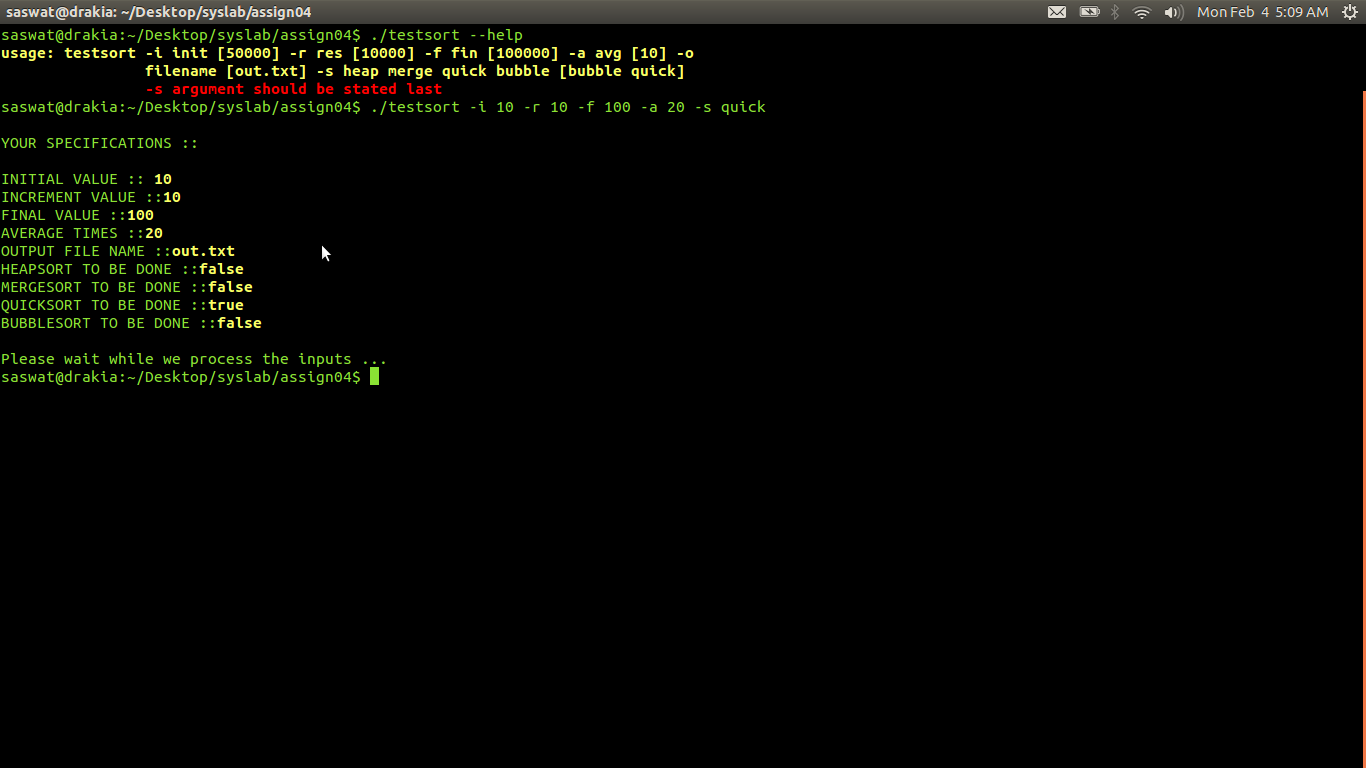 saswat@drakia: ~/Desktop/syslab/assign04 Mon Feb 4 5:09 AM
saswat@drakia:~/Desktop/syslab/assign04$ ./testsort --help
usage: testsort -i init [50000] -r res [10000] -f fin [100000] -a avg [10] -o
filename [out.txt] -s heap merge quick bubble [bubble quick]
-s argument should be stated last
saswat@drakia:~/Desktop/syslab/assign04$ ./testsort -i 10 -r 10 -f 100 -a 20 -s quick
YOUR SPECIFICATIONS ::
INITIAL VALUE :: 10
INCREMENT VALUE ::10
FINAL VALUE ::100
AVERAGE TIMES ::20
OUTPUT FILE NAME ::out.txt
HEAPSORT TO BE DONE ::false
MERGESORT TO BE DONE ::false
QUICKSORT TO BE DONE ::true
BUBBLESORT TO BE DONE ::false
Please wait while we process the inputs ...
saswat@drakia:~/Desktop/syslab/assign04$